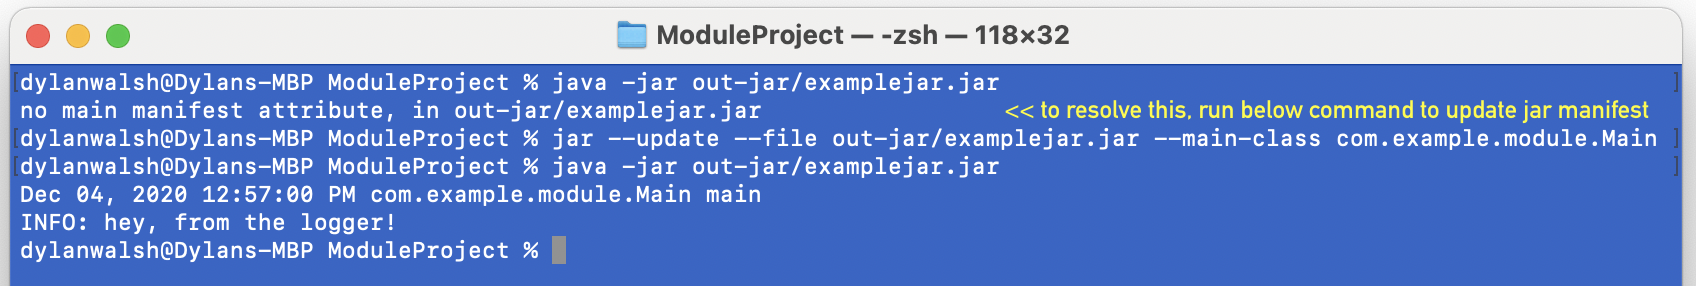 ModuleProject — -zsh — 118×32
[dylanwalsh@Dylans-MBP ModuleProject % java -jar out-jar/examplejar.jar ]
no main manifest attribute, in out-jar/examplejar.jar << to resolve this, run below command to update jar manifest
[dylanwalsh@Dylans-MBP ModuleProject % jar --update --file out-jar/examplejar.jar --main-class com.example.module.Main ]
[dylanwalsh@Dylans-MBP ModuleProject % java -jar out-jar/examplejar.jar ]
Dec 04, 2020 12:57:00 PM com.example.module.Main main
INFO: hey, from the logger!
dylanwalsh@Dylans-MBP ModuleProject %